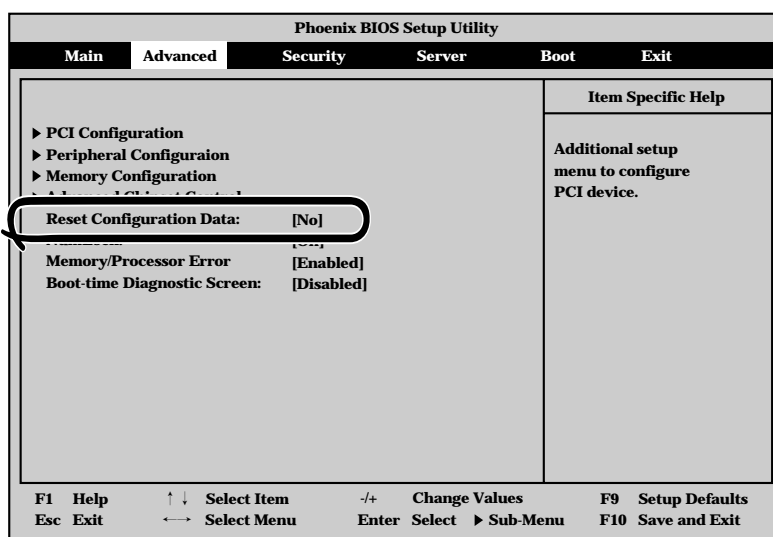 Phoenix BIOS Setup Utility
Main Advanced Security Server Boot Exit
Item Specific Help
▶ PCI Configuration
▶ Peripheral Configuraion
▶ Memory Configuration
▶ Advanced Chipset Control
Reset Configuration Data: [No]
Memory/Processor Error [Enabled]
Boot-time Diagnostic Screen: [Disabled]
Additional setup
menu to configure
PCI device.
F1 Help ↑↓ Select Item -/+ Change Values F9 Setup Defaults
Esc Exit ←→ Select Menu Enter Select ▶ Sub-Menu F10 Save and Exit